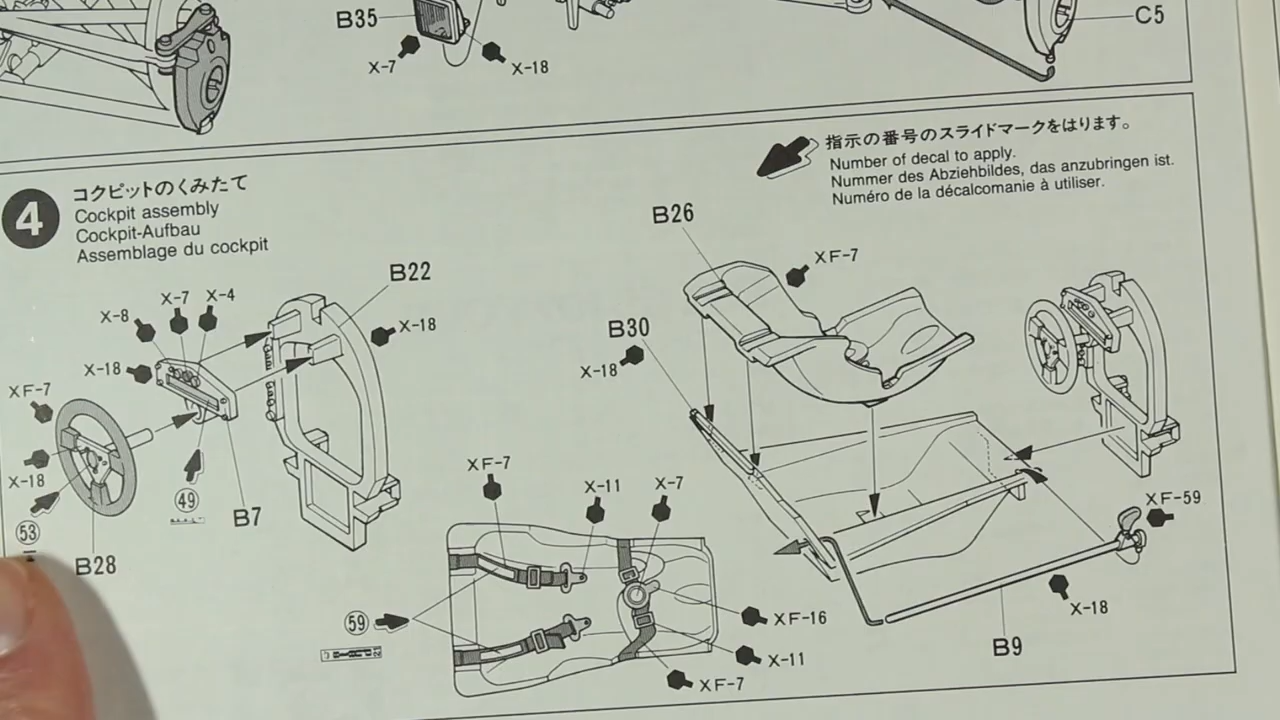 B35
X-7
X-18
C5
指示の番号のスライドマークをはります。
Number of decal to apply.
Nummer des Abziehbildes, das anzubringen ist.
Numéro de la décalcomanie à utiliser.
4
コクピットのくみたて
Cockpit assembly
Cockpit-Aufbau
Assemblage du cockpit
B26
XF-7
B22
X-8
X-7
X-4
X-18
X-18
B30
X-18
XF-7
X-18
53
B28
49
B7
XF-7
X-11
X-7
59
XF-16
X-11
XF-7
XF-59
X-18
B9